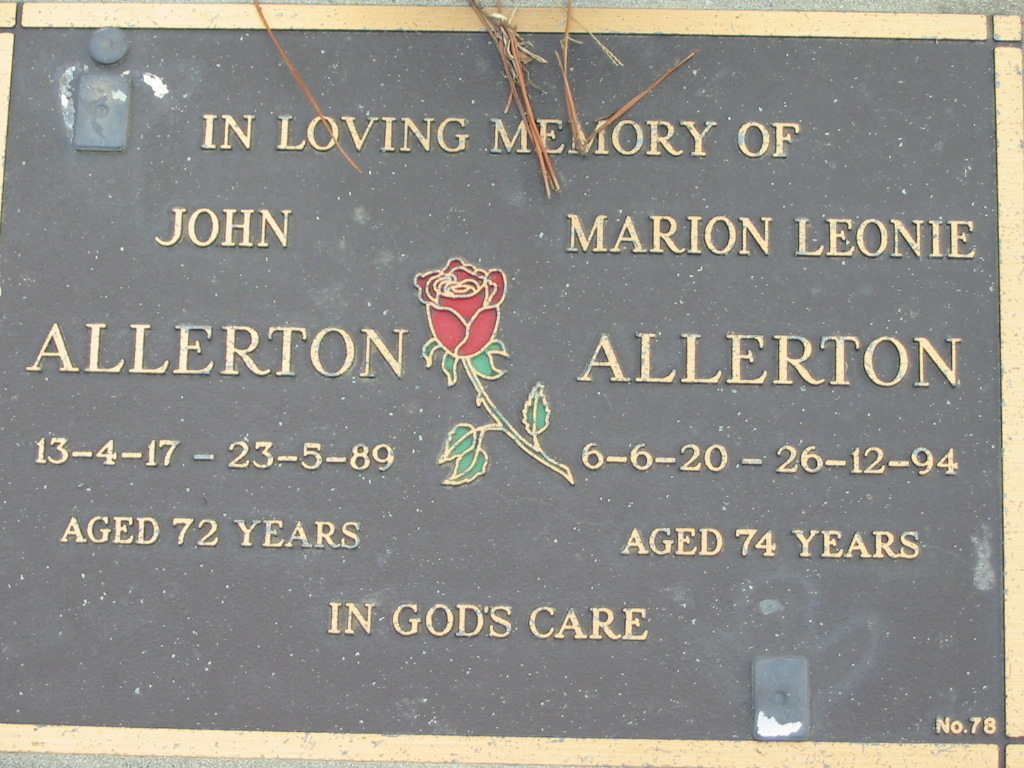 IN LOVING MEMORY OF
JOHN
ALLERTON
13-4-17 - 23-5-89
AGED 72 YEARS
MARION LEONIE
ALLERTON
6-6-20 - 26-12-94
AGED 74 YEARS
IN GOD'S CARE
No.78